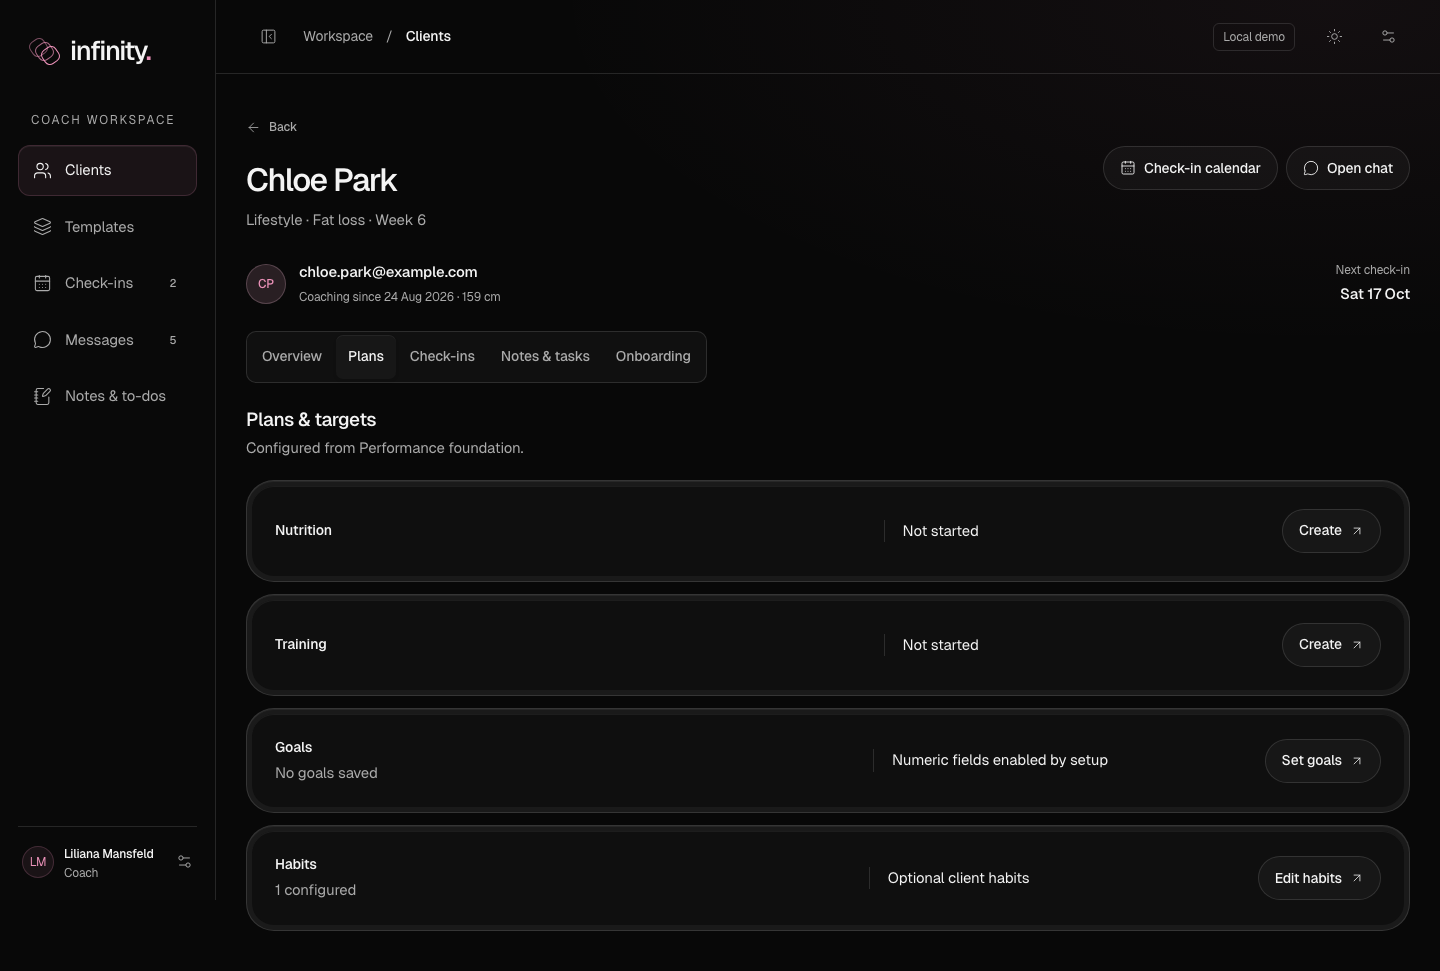 infinity.
COACH WORKSPACE
Clients
Templates
Check-ins 2
Messages 5
Notes & to-dos
LM
Liliana Mansfeld
Coach
Workspace / Clients
Local demo
Back
Chloe Park
Lifestyle · Fat loss · Week 6
Check-in calendar
Open chat
CP
chloe.park@example.com
Coaching since 24 Aug 2026 · 159 cm
Next check-in
Sat 17 Oct
Overview Plans Check-ins Notes & tasks Onboarding
Plans & targets
Configured from Performance foundation.
Nutrition Not started Create
Training Not started Create
Goals
No goals saved
Numeric fields enabled by setup
Set goals
Habits
1 configured
Optional client habits
Edit habits